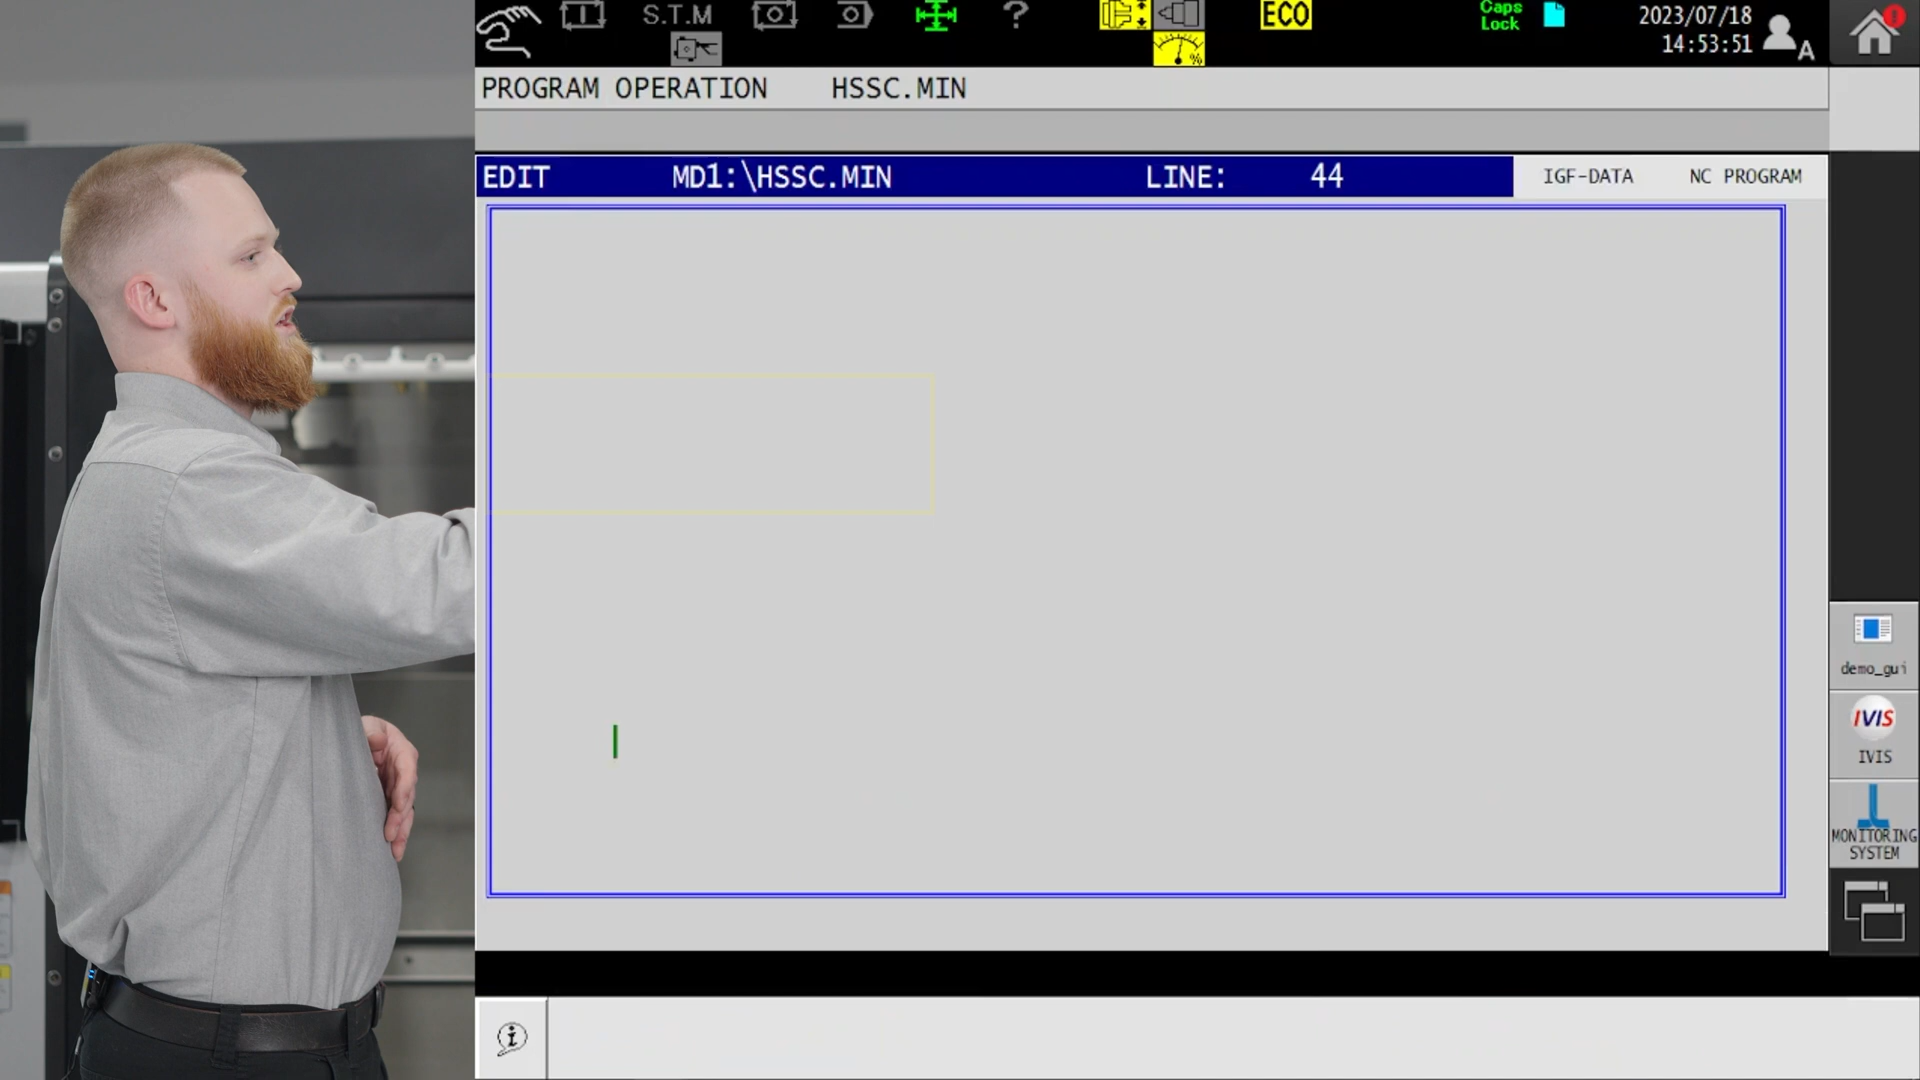 S.T.M
?
%
ECO
Caps
Lock
2023/07/18
14:53:51
A
!
PROGRAM OPERATION HSSC.MIN
EDIT MD1:\HSSC.MIN LINE: 44
IGF-DATA NC PROGRAM
demo_gui
IVIS
IVIS
MONITORING
SYSTEM
i